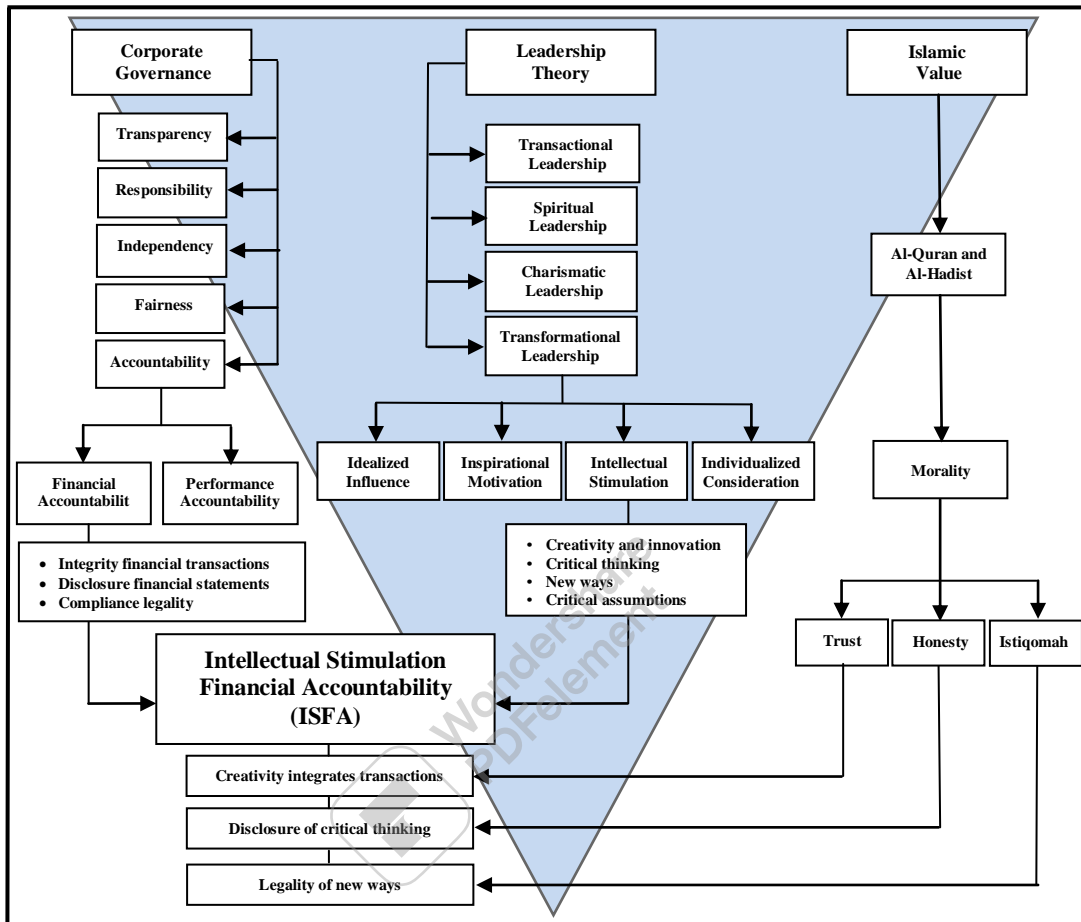 Corporate
Governance
Leadership
Theory
Islamic
Value
Transparency
Responsibility
Independency
Fairness
Accountability
Transactional
Leadership
Spiritual
Leadership
Charismatic
Leadership
Transformational
Leadership
Al-Quran and
Al-Hadist
Financial
Accountabilit
Performance
Accountability
Idealized
Influence
Inspirational
Motivation
Intellectual
Stimulation
Individualized
Consideration
Morality
• Integrity financial transactions
• Disclosure financial statements
• Compliance legality
• Creativity and innovation
• Critical thinking
• New ways
• Critical assumptions
Trust
Honesty
Istiqomah
Intellectual Stimulation
Financial Accountability
(ISFA)
Creativity integrates transactions
Disclosure of critical thinking
Legality of new ways
Wondershare
PDFelement